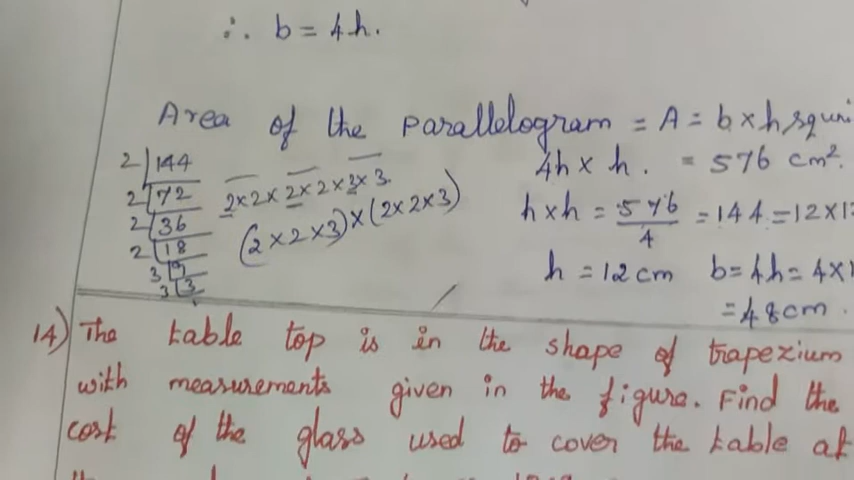 ∴ b = 4h.
Area of the parallelogram = A = b × h
4h × h. = 576 cm².
h × h = 576/4 = 144 = 12 ×
h = 12 cm b = 4h = 4 ×
= 48 cm.
2 | 144
2 | 72
2 | 36
2 | 18
3 | 9
3 | 3
2 × 2 × 2 × 2 × 3 × 3
(2 × 2 × 3) × (2 × 2 × 3)
14) The table top is in the shape of trapezium
with measurements given in the figure. Find the
cost of the glass used to cover the table at